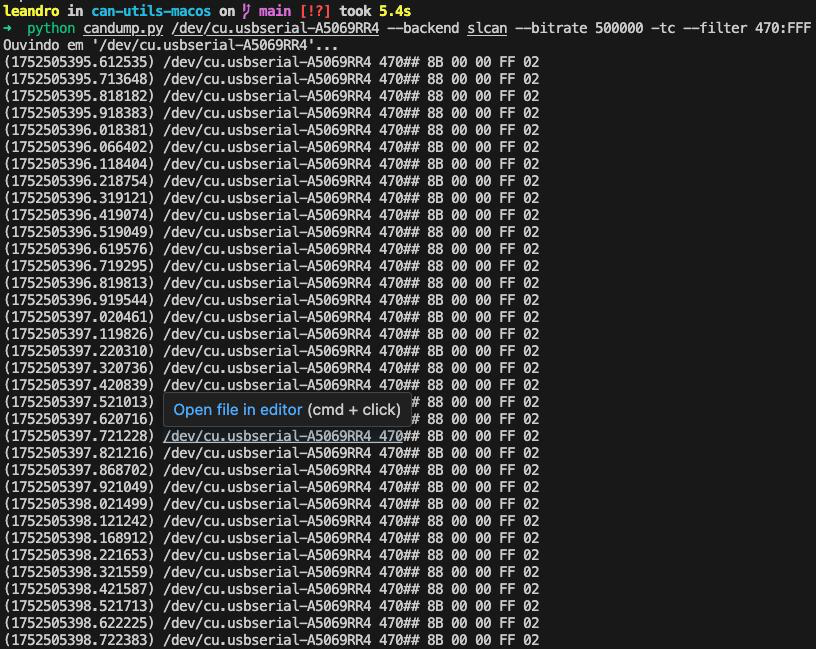 leandro in can-utils-macos on main [!?] took 5.4s
➜ python candump.py /dev/cu.usbserial-A5069RR4 --backend slcan --bitrate 500000 -tc --filter 470:FFF
Ouvindo em '/dev/cu.usbserial-A5069RR4'...
(1752505395.612535) /dev/cu.usbserial-A5069RR4 470## 8B 00 00 FF 02
(1752505395.713648) /dev/cu.usbserial-A5069RR4 470## 88 00 00 FF 02
(1752505395.818182) /dev/cu.usbserial-A5069RR4 470## 88 00 00 FF 02
(1752505395.918383) /dev/cu.usbserial-A5069RR4 470## 88 00 00 FF 02
(1752505396.018381) /dev/cu.usbserial-A5069RR4 470## 88 00 00 FF 02
(1752505396.066402) /dev/cu.usbserial-A5069RR4 470## 8B 00 00 FF 02
(1752505396.118404) /dev/cu.usbserial-A5069RR4 470## 8B 00 00 FF 02
(1752505396.218754) /dev/cu.usbserial-A5069RR4 470## 8B 00 00 FF 02
(1752505396.319121) /dev/cu.usbserial-A5069RR4 470## 8B 00 00 FF 02
(1752505396.419074) /dev/cu.usbserial-A5069RR4 470## 8B 00 00 FF 02
(1752505396.519049) /dev/cu.usbserial-A5069RR4 470## 88 00 00 FF 02
(1752505396.619576) /dev/cu.usbserial-A5069RR4 470## 88 00 00 FF 02
(1752505396.719295) /dev/cu.usbserial-A5069RR4 470## 88 00 00 FF 02
(1752505396.819813) /dev/cu.usbserial-A5069RR4 470## 88 00 00 FF 02
(1752505396.919544) /dev/cu.usbserial-A5069RR4 470## 88 00 00 FF 02
(1752505397.020461) /dev/cu.usbserial-A5069RR4 470## 8B 00 00 FF 02
(1752505397.119826) /dev/cu.usbserial-A5069RR4 470## 8B 00 00 FF 02
(1752505397.220310) /dev/cu.usbserial-A5069RR4 470## 8B 00 00 FF 02
(1752505397.320736) /dev/cu.usbserial-A5069RR4 470## 88 00 00 FF 02
(1752505397.420839) /dev/cu.usbserial-A5069RR4 470## 88 00 00 FF 02
(1752505397.521013) # 88 00 00 FF 02
Open file in editor (cmd + click)
(1752505397.620716) # 88 00 00 FF 02
(1752505397.721228) /dev/cu.usbserial-A5069RR4 470## 8B 00 00 FF 02
(1752505397.821216) /dev/cu.usbserial-A5069RR4 470## 8B 00 00 FF 02
(1752505397.868702) /dev/cu.usbserial-A5069RR4 470## 8B 00 00 FF 02
(1752505397.921049) /dev/cu.usbserial-A5069RR4 470## 8B 00 00 FF 02
(1752505398.021499) /dev/cu.usbserial-A5069RR4 470## 8B 00 00 FF 02
(1752505398.121242) /dev/cu.usbserial-A5069RR4 470## 88 00 00 FF 02
(1752505398.168912) /dev/cu.usbserial-A5069RR4 470## 8B 00 00 FF 02
(1752505398.221653) /dev/cu.usbserial-A5069RR4 470## 88 00 00 FF 02
(1752505398.321559) /dev/cu.usbserial-A5069RR4 470## 88 00 00 FF 02
(1752505398.421587) /dev/cu.usbserial-A5069RR4 470## 88 00 00 FF 02
(1752505398.521713) /dev/cu.usbserial-A5069RR4 470## 8B 00 00 FF 02
(1752505398.622225) /dev/cu.usbserial-A5069RR4 470## 8B 00 00 FF 02
(1752505398.722383) /dev/cu.usbserial-A5069RR4 470## 8B 00 00 FF 02